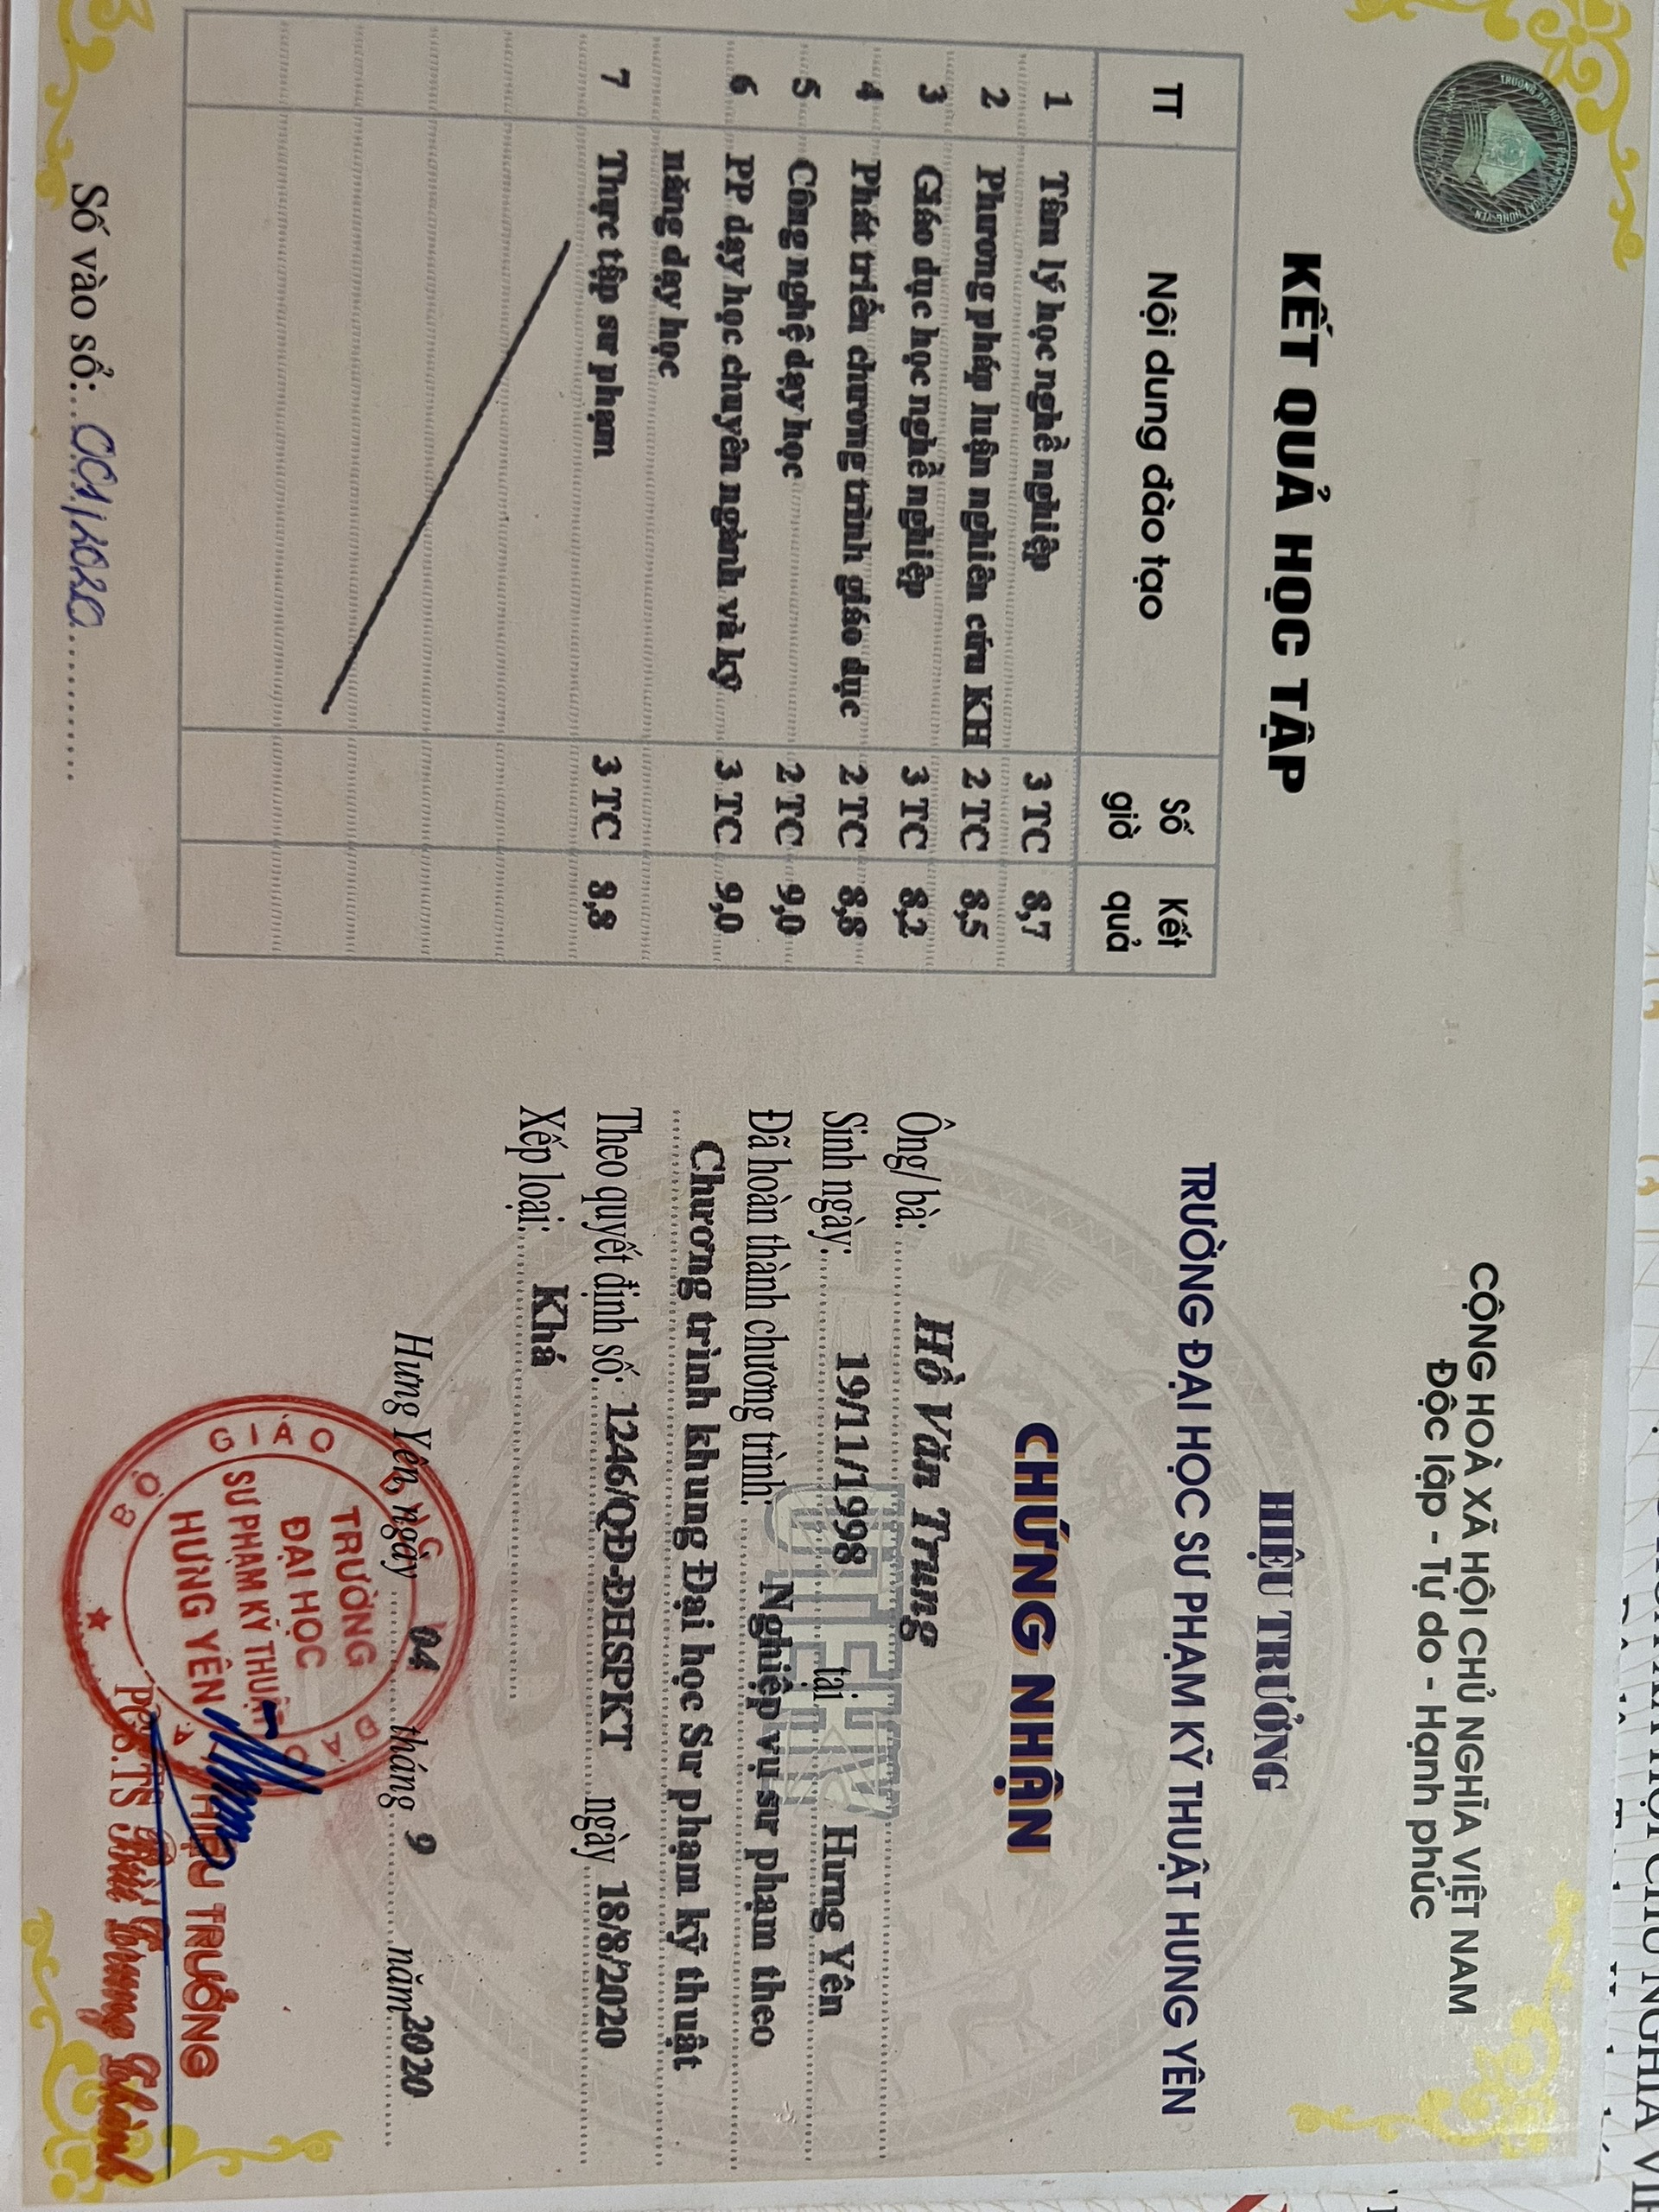 CỘNG HOÀ XÃ HỘI CHỦ NGHĨA VIỆT NAM
Độc lập - Tự do - Hạnh phúc
KẾT QUẢ HỌC TẬP
TT Nội dung đào tạo Số giờ Kết quả
1 Tâm lý học nghề nghiệp 3 TC 8,7
2 Phương pháp luận nghiên cứu KH 2 TC 8,5
3 Giáo dục học nghề nghiệp 3 TC 8,2
4 Phát triển chương trình giáo dục 2 TC 8,8
5 Công nghệ dạy học 2 TC 9,0
6 PP dạy học chuyên ngành và kỹ 3 TC 9,0
năng dạy học
7 Thực tập sư phạm 3 TC 8,8
Số vào sổ: 001/2020
HIỆU TRƯỞNG
TRƯỜNG ĐẠI HỌC SƯ PHẠM KỸ THUẬT HƯNG YÊN
CHỨNG NHẬN
Ông/ bà: Hồ Văn Trung
UTEHY
Sinh ngày: 19/11/1998 tại Hưng Yên
Đã hoàn thành chương trình: Nghiệp vụ sư phạm theo
Chương trình khung Đại học Sư phạm kỹ thuật
Theo quyết định số: 1246/QĐ-ĐHSPKT ngày 18/8/2020
Xếp loại: Khá
Hưng Yên, ngày 04 tháng 9 năm 2020
BỘ GIÁO DỤC VÀ ĐÀO TẠO
TRƯỜNG
ĐẠI HỌC
SƯ PHẠM KỸ THUẬT
HƯNG YÊN
HIỆU TRƯỞNG
PGS.TS Bùi Trung Thành